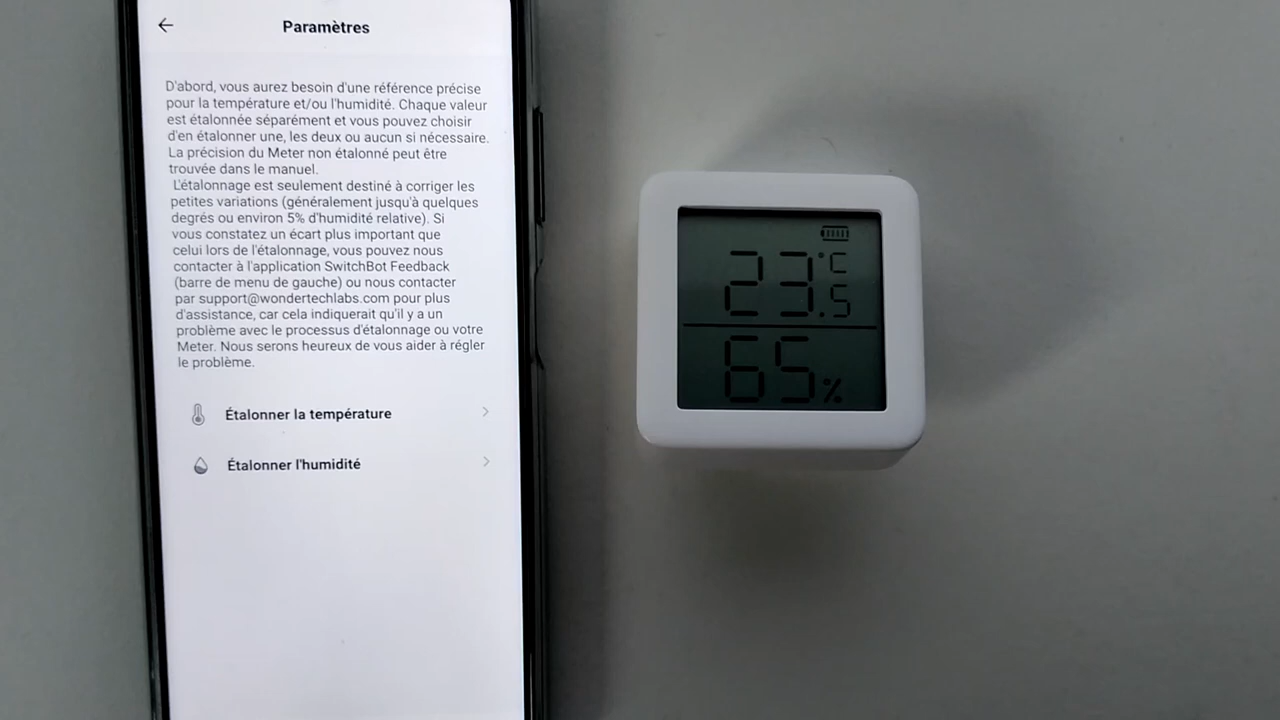 Paramètres
D'abord, vous aurez besoin d'une référence précise
pour la température et/ou l'humidité. Chaque valeur
est étalonnée séparément et vous pouvez choisir
d'en étalonner une, les deux ou aucun si nécessaire.
La précision du Meter non étalonné peut être
trouvée dans le manuel.
L'étalonnage est seulement destiné à corriger les
petites variations (généralement jusqu'à quelques
degrés ou environ 5% d'humidité relative). Si
vous constatez un écart plus important que
celui lors de l'étalonnage, vous pouvez nous
contacter à l'application SwitchBot Feedback
(barre de menu de gauche) ou nous contacter
par support@wondertechlabs.com pour plus
d'assistance, car cela indiquerait qu'il y a un
problème avec le processus d'étalonnage ou votre
Meter. Nous serons heureux de vous aider à régler
le problème.
Étalonner la température
Étalonner l'humidité
23.5°C
65%